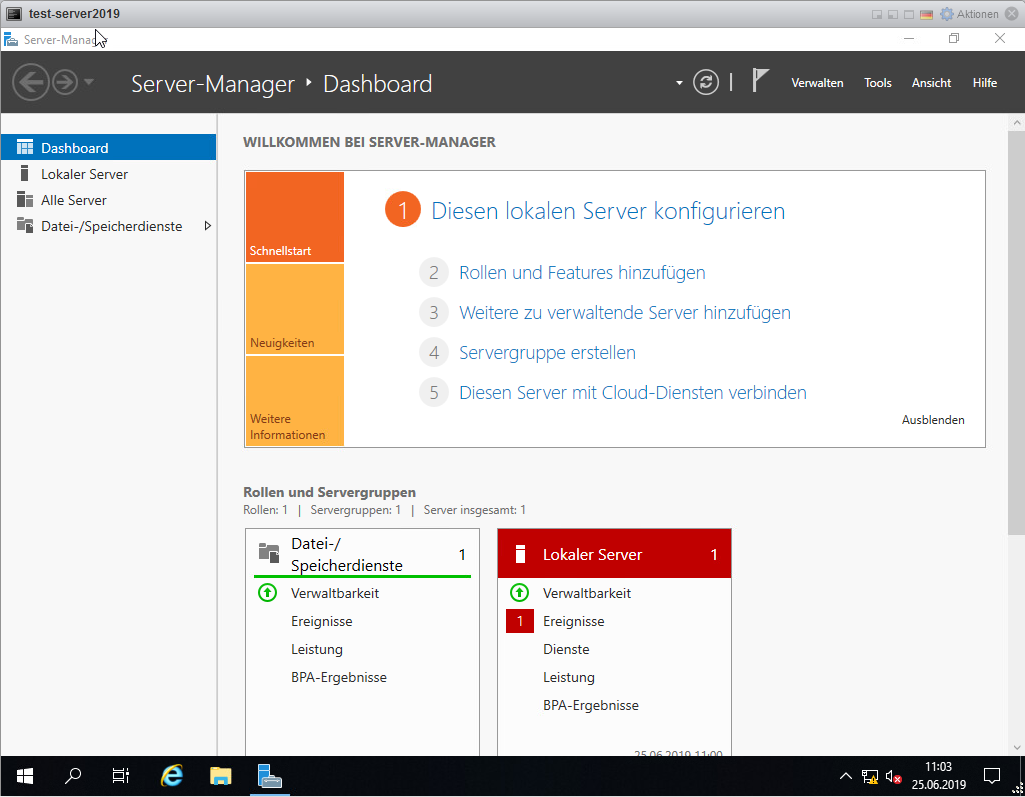 test-server2019
Aktionen
Server-Manag
Server-Manager
Dashboard
Verwalten
Tools
Ansicht
Hilfe
Dashboard
Lokaler Server
Alle Server
Datei-/Speicherdienste
WILLKOMMEN BEI SERVER-MANAGER
Schnellstart
Neuigkeiten
Weitere
Informationen
1 Diesen lokalen Server konfigurieren
2 Rollen und Features hinzufügen
3 Weitere zu verwaltende Server hinzufügen
4 Servergruppe erstellen
5 Diesen Server mit Cloud-Diensten verbinden
Ausblenden
Rollen und Servergruppen
Rollen: 1 | Servergruppen: 1 | Server insgesamt: 1
Datei-/
Speicherdienste
1
Verwaltbarkeit
Ereignisse
Leistung
BPA-Ergebnisse
Lokaler Server 1
Verwaltbarkeit
1 Ereignisse
Dienste
Leistung
BPA-Ergebnisse
25.06.2019 11:00
11:03
25.06.2019